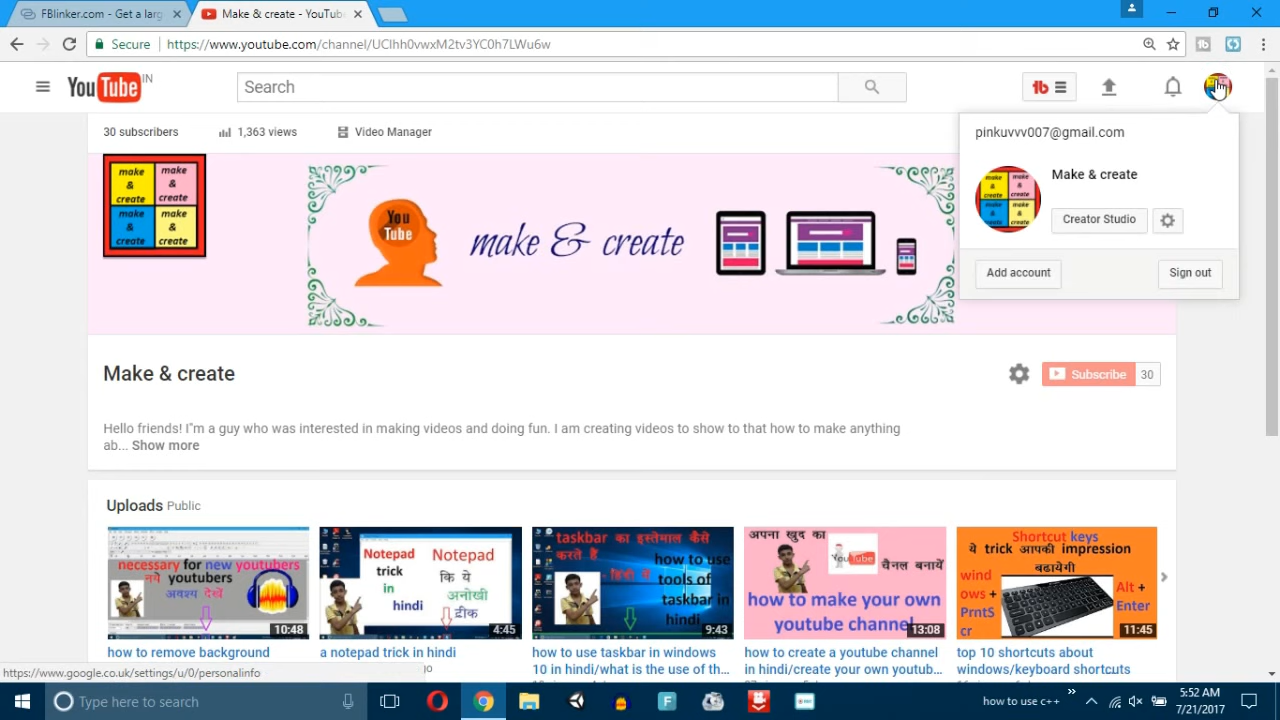 FBlinker.com - Get a larg
Make & create - YouTub
Secure
https://www.youtube.com/channel/UCIhh0vwxM2tv3YC0h7LWu6w
YouTube IN
Search
30 subscribers
1,363 views
Video Manager
pinkuvvv007@gmail.com
Make & create
Creator Studio
Add account
Sign out
make & create
make & create
make & create
make & create
You Tube
make & create
Make & create
Subscribe
30
Hello friends! I"m a guy who was interested in making videos and doing fun. I am creating videos to show to that how to make anything
ab... Show more
Uploads Public
necessary for new youtubers
नये youtubers
अवश्य देखें
10:48
Notepad
trick
in
hindi
Notepad
कि ये
अनोखी
4:45
taskbar का इस्तेमाल कैसे
करते हैं
how to use
tools of
taskbar in
hindi
9:43
अपना खुद का
YouTube
चैनल बनायें
how to make your own
youtube channel
13:08
Shortcut keys
ये trick आपकी impression
बढायेगी
wind
ows +
PrntS
cr
Alt +
Enter
11:45
how to remove background
a notepad trick in hindi
how to use taskbar in windows
10 in hindi/what is the use of th...
how to create a youtube channel
in hindi/create your own youtub...
top 10 shortcuts about
windows/keyboard shortcuts
https://www.google.co.uk/settings/u/0/personalinfo
go
Type here to search
how to use c++
5:52 AM
7/21/2017